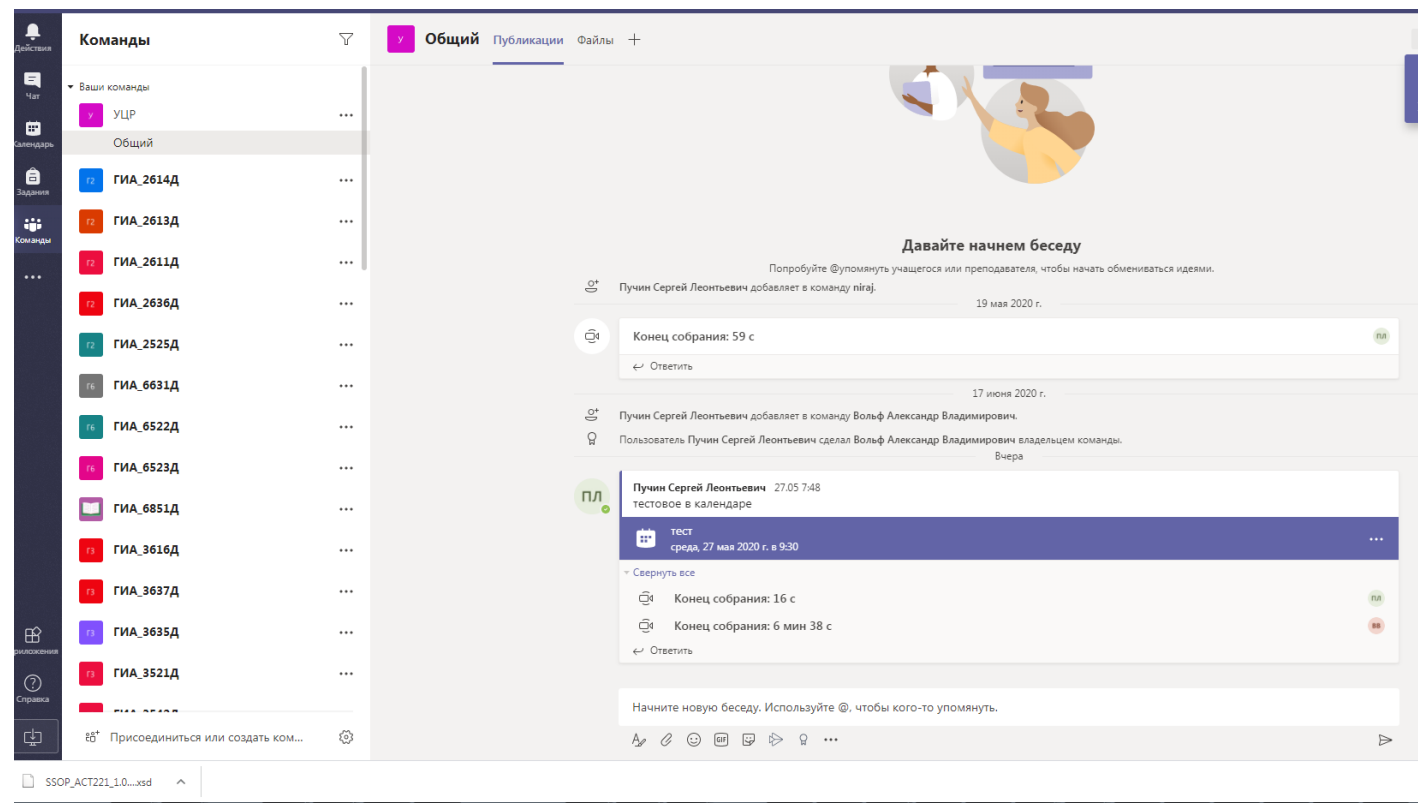 Действия
Чат
Календарь
Задания
Команды
Приложения
Справка
Команды
Ваши команды
У УЦР
Общий
Г2 ГИА_2614Д
Г2 ГИА_2613Д
Г2 ГИА_2611Д
Г2 ГИА_2636Д
Г2 ГИА_2525Д
Г6 ГИА_6631Д
Г6 ГИА_6522Д
Г6 ГИА_6523Д
ГИА_6851Д
Г3 ГИА_3616Д
Г3 ГИА_3637Д
Г3 ГИА_3635Д
Г3 ГИА_3521Д
Присоединиться или создать ком...
У Общий Публикации Файлы
Давайте начнем беседу
Попробуйте @упомянуть учащегося или преподавателя, чтобы начать обмениваться идеями.
Пучин Сергей Леонтьевич добавляет в команду niraj.
19 мая 2020 г.
Конец собрания: 59 с ПЛ
Ответить
17 июня 2020 г.
Пучин Сергей Леонтьевич добавляет в команду Вольф Александр Владимирович.
Пользователь Пучин Сергей Леонтьевич сделал Вольф Александр Владимирович владельцем команды.
Вчера
ПЛ Пучин Сергей Леонтьевич 27.05 7:48
тестовое в календаре
тест
среда, 27 мая 2020 г. в 9:30
Свернуть все
Конец собрания: 16 с ПЛ
Конец собрания: 6 мин 38 с ВВ
Ответить
Начните новую беседу. Используйте @, чтобы кого-то упомянуть.
GIF
SSOP_ACT221_1.0....xsd